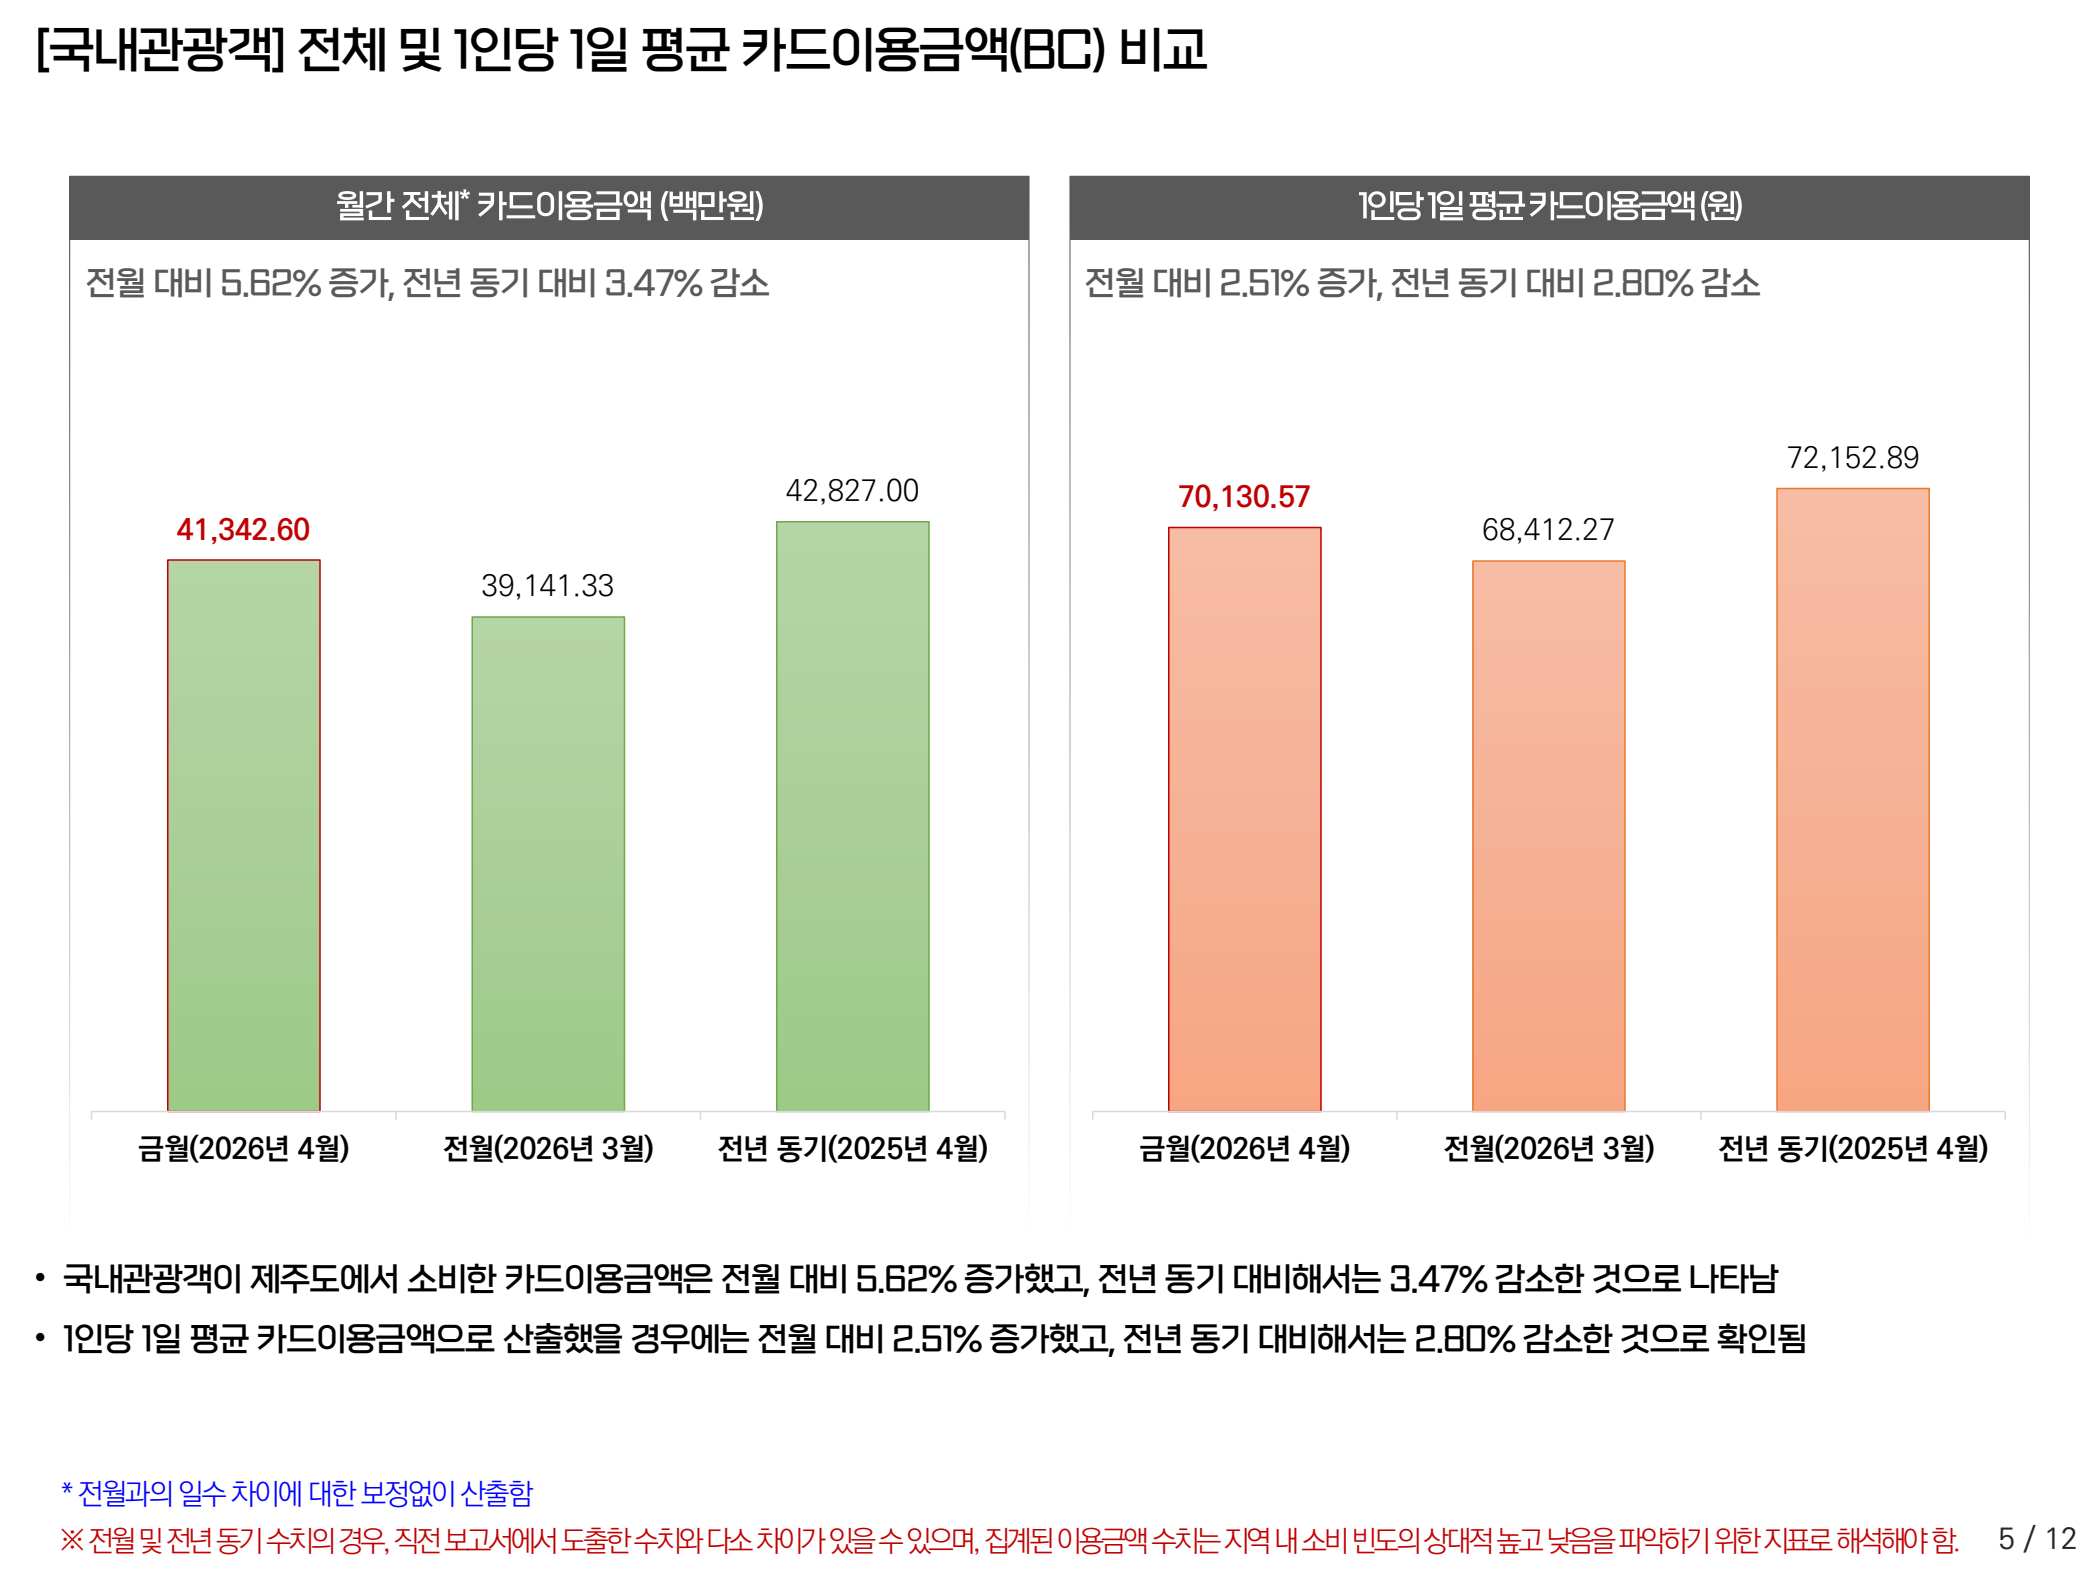 [국내관광객] 전체 및 1인당 1일 평균 카드이용금액(BC) 비교
월간 전체* 카드이용금액 (백만원)
전월 대비 5.62% 증가, 전년 동기 대비 3.47% 감소
41,342.60
39,141.33
42,827.00
금월(2026년 4월)
전월(2026년 3월)
전년 동기(2025년 4월)
1인당 1일 평균 카드이용금액 (원)
전월 대비 2.51% 증가, 전년 동기 대비 2.80% 감소
70,130.57
68,412.27
72,152.89
금월(2026년 4월)
전월(2026년 3월)
전년 동기(2025년 4월)
• 국내관광객이 제주도에서 소비한 카드이용금액은 전월 대비 5.62% 증가했고, 전년 동기 대비해서는 3.47% 감소한 것으로 나타남
• 1인당 1일 평균 카드이용금액으로 산출했을 경우에는 전월 대비 2.51% 증가했고, 전년 동기 대비해서는 2.80% 감소한 것으로 확인됨
* 전월과의 일수 차이에 대한 보정없이 산출함
※ 전월 및 전년 동기 수치의 경우, 직전 보고서에서 도출한 수치와 다소 차이가 있을 수 있으며, 집계된 이용금액 수치는 지역 내 소비 빈도의 상대적 높고 낮음을 파악하기 위한 지표로 해석해야 함.
5 / 12